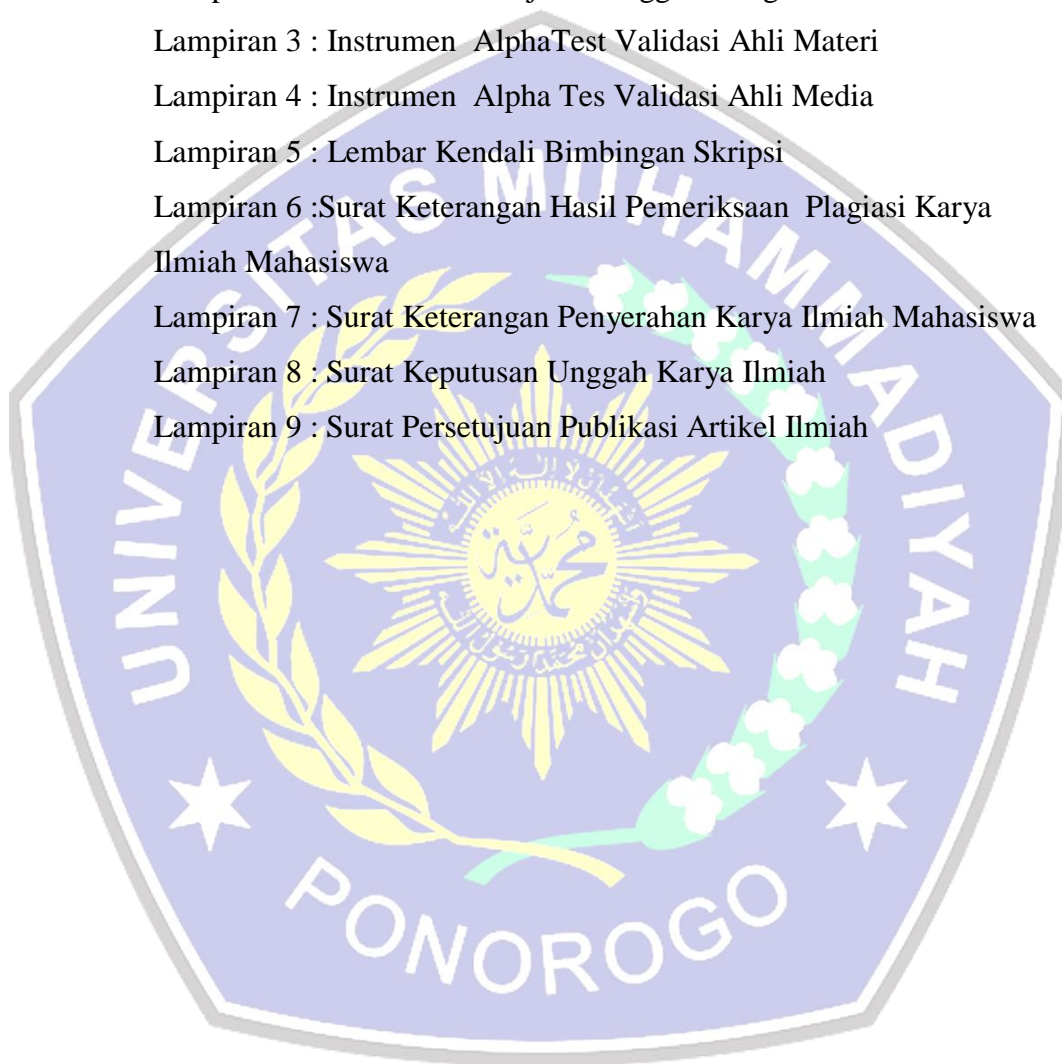 Lampiran 3 : Instrumen AlphaTest Validasi Ahli Materi
Lampiran 4 : Instrumen Alpha Tes Validasi Ahli Media
Lampiran 5 : Lembar Kendali Bimbingan Skripsi
Lampiran 6 :Surat Keterangan Hasil Pemeriksaan Plagiasi Karya
Ilmiah Mahasiswa
Lampiran 7 : Surat Keterangan Penyerahan Karya Ilmiah Mahasiswa
Lampiran 8 : Surat Keputusan Unggah Karya Ilmiah
Lampiran 9 : Surat Persetujuan Publikasi Artikel Ilmiah
UNIVERSITAS MUHAMMADIYAH
محمدية
PONOROGO